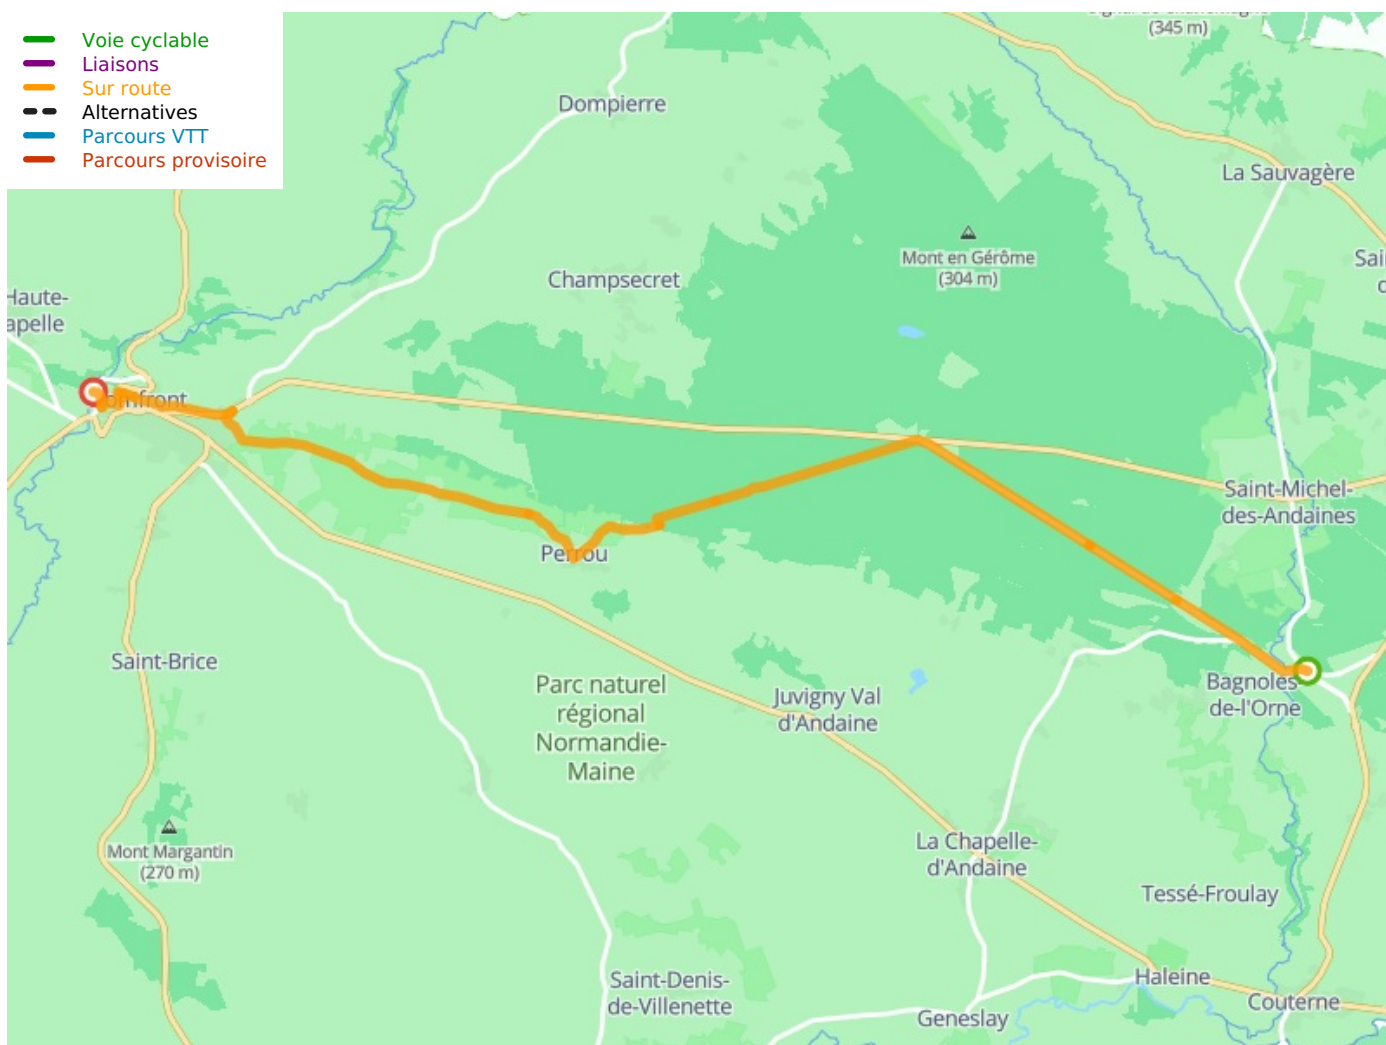 Voie cyclable
Liaisons
Sur route
Alternatives
Parcours VTT
Parcours provisoire
(345 m)
Dompierre
La Sauvagère
Mont en Gérôme
(304 m)
Champsecret
Haute-
apelle
omfront
Saint-Michel-
des-Andaines
Perrou
Saint-Brice
Parc naturel
régional
Normandie-
Maine
Juvigny Val
d'Andaine
Bagnoles-
de-l'Orne
Mont Margantin
(270 m)
La Chapelle-
d'Andaine
Tessé-Froulay
Saint-Denis-
de-Villenette
Haleine
Couterne
Geneslay